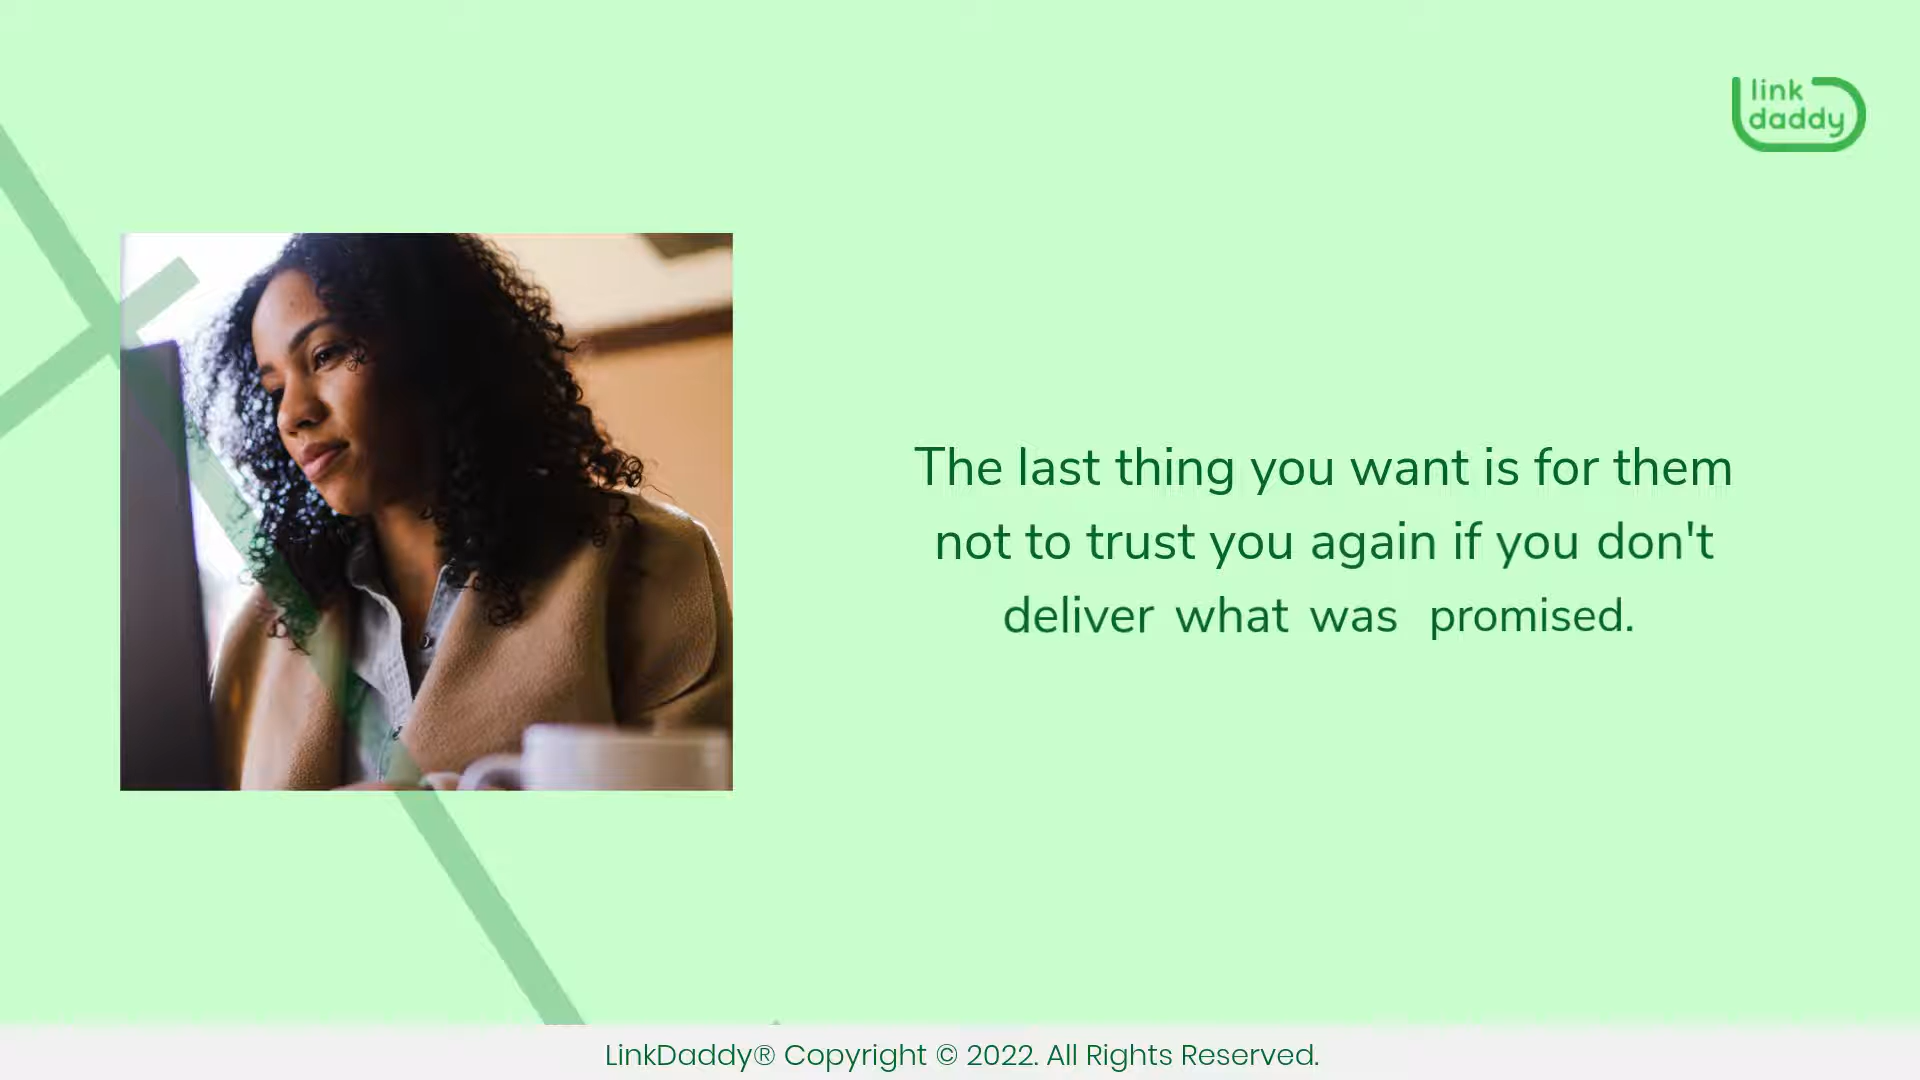 link
daddy
The last thing you want is for them
not to trust you again if you don't
deliver what was promised.
LinkDaddy® Copyright © 2022. All Rights Reserved.